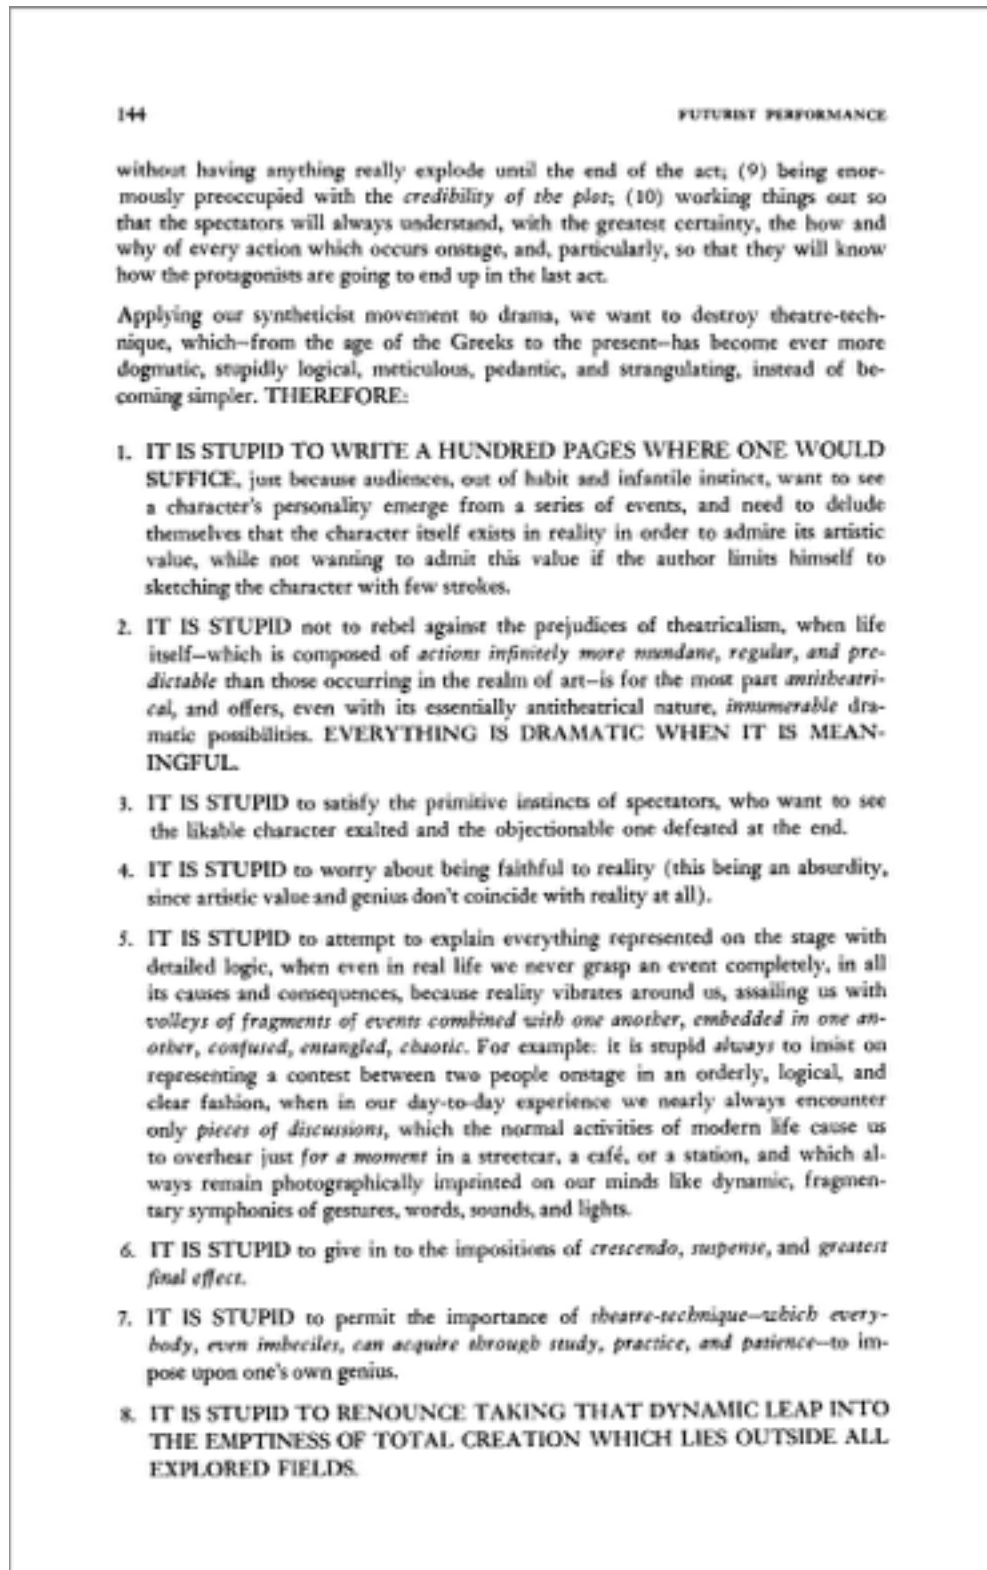 144 FUTURIST PERFORMANCE
without having anything really explode until the end of the act; (9) being enor-
mously preoccupied with the credibility of the plot; (10) working things out so
that the spectators will always understand, with the greatest certainty, the how and
why of every action which occurs onstage, and, particularly, so that they will know
how the protagonists are going to end up in the last act.
Applying our syntheticist movement to drama, we want to destroy theatre-tech-
nique, which—from the age of the Greeks to the present—has become ever more
dogmatic, stupidly logical, meticulous, pedantic, and strangulating, instead of be-
coming simpler. THEREFORE:
1. IT IS STUPID TO WRITE A HUNDRED PAGES WHERE ONE WOULD
SUFFICE, just because audiences, out of habit and infantile instinct, want to see
a character's personality emerge from a series of events, and need to delude
themselves that the character itself exists in reality in order to admire its artistic
value, while not wanting to admit this value if the author limits himself to
sketching the character with few strokes.
2. IT IS STUPID not to rebel against the prejudices of theatricalism, when life
itself—which is composed of actions infinitely more mundane, regular, and pre-
dictable than those occurring in the realm of art—is for the most part antitheatri-
cal, and offers, even with its essentially antitheatrical nature, innumerable dra-
matic possibilities. EVERYTHING IS DRAMATIC WHEN IT IS MEAN-
INGFUL.
3. IT IS STUPID to satisfy the primitive instincts of spectators, who want to see
the likable character exalted and the objectionable one defeated at the end.
4. IT IS STUPID to worry about being faithful to reality (this being an absurdity,
since artistic value and genius don't coincide with reality at all).
5. IT IS STUPID to attempt to explain everything represented on the stage with
detailed logic, when even in real life we never grasp an event completely, in all
its causes and consequences, because reality vibrates around us, assailing us with
volleys of fragments of events combined with one another, embedded in one an-
other, confused, entangled, chaotic. For example: it is stupid always to insist on
representing a contest between two people onstage in an orderly, logical, and
clear fashion, when in our day-to-day experience we nearly always encounter
only pieces of discussions, which the normal activities of modern life cause us
to overhear just for a moment in a streetcar, a café, or a station, and which al-
ways remain photographically imprinted on our minds like dynamic, fragmen-
tary symphonies of gestures, words, sounds, and lights.
6. IT IS STUPID to give in to the impositions of crescendo, suspense, and greatest
final effect.
7. IT IS STUPID to permit the importance of theatre-technique—which every-
body, even imbeciles, can acquire through study, practice, and patience—to im-
pose upon one's own genius.
8. IT IS STUPID TO RENOUNCE TAKING THAT DYNAMIC LEAP INTO
THE EMPTINESS OF TOTAL CREATION WHICH LIES OUTSIDE ALL
EXPLORED FIELDS.